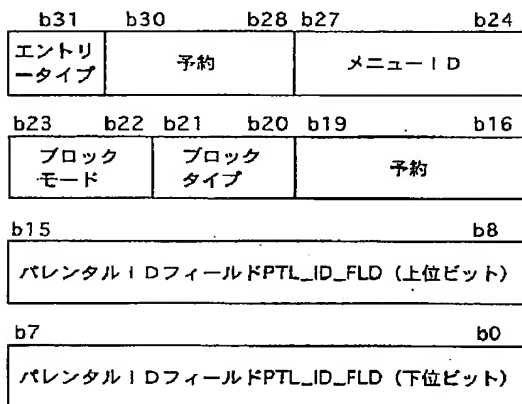 b31 b30 b28 b27 b24
エントリ
ータイプ
予約
メニューID
b23 b22 b21 b20 b19 b16
ブロック
モード
ブロック
タイプ
予約
b15 b8
パレンタルIDフィールドPTL_ID_FLD（上位ビット）
b7 b0
パレンタルIDフィールドPTL_ID_FLD（下位ビット）